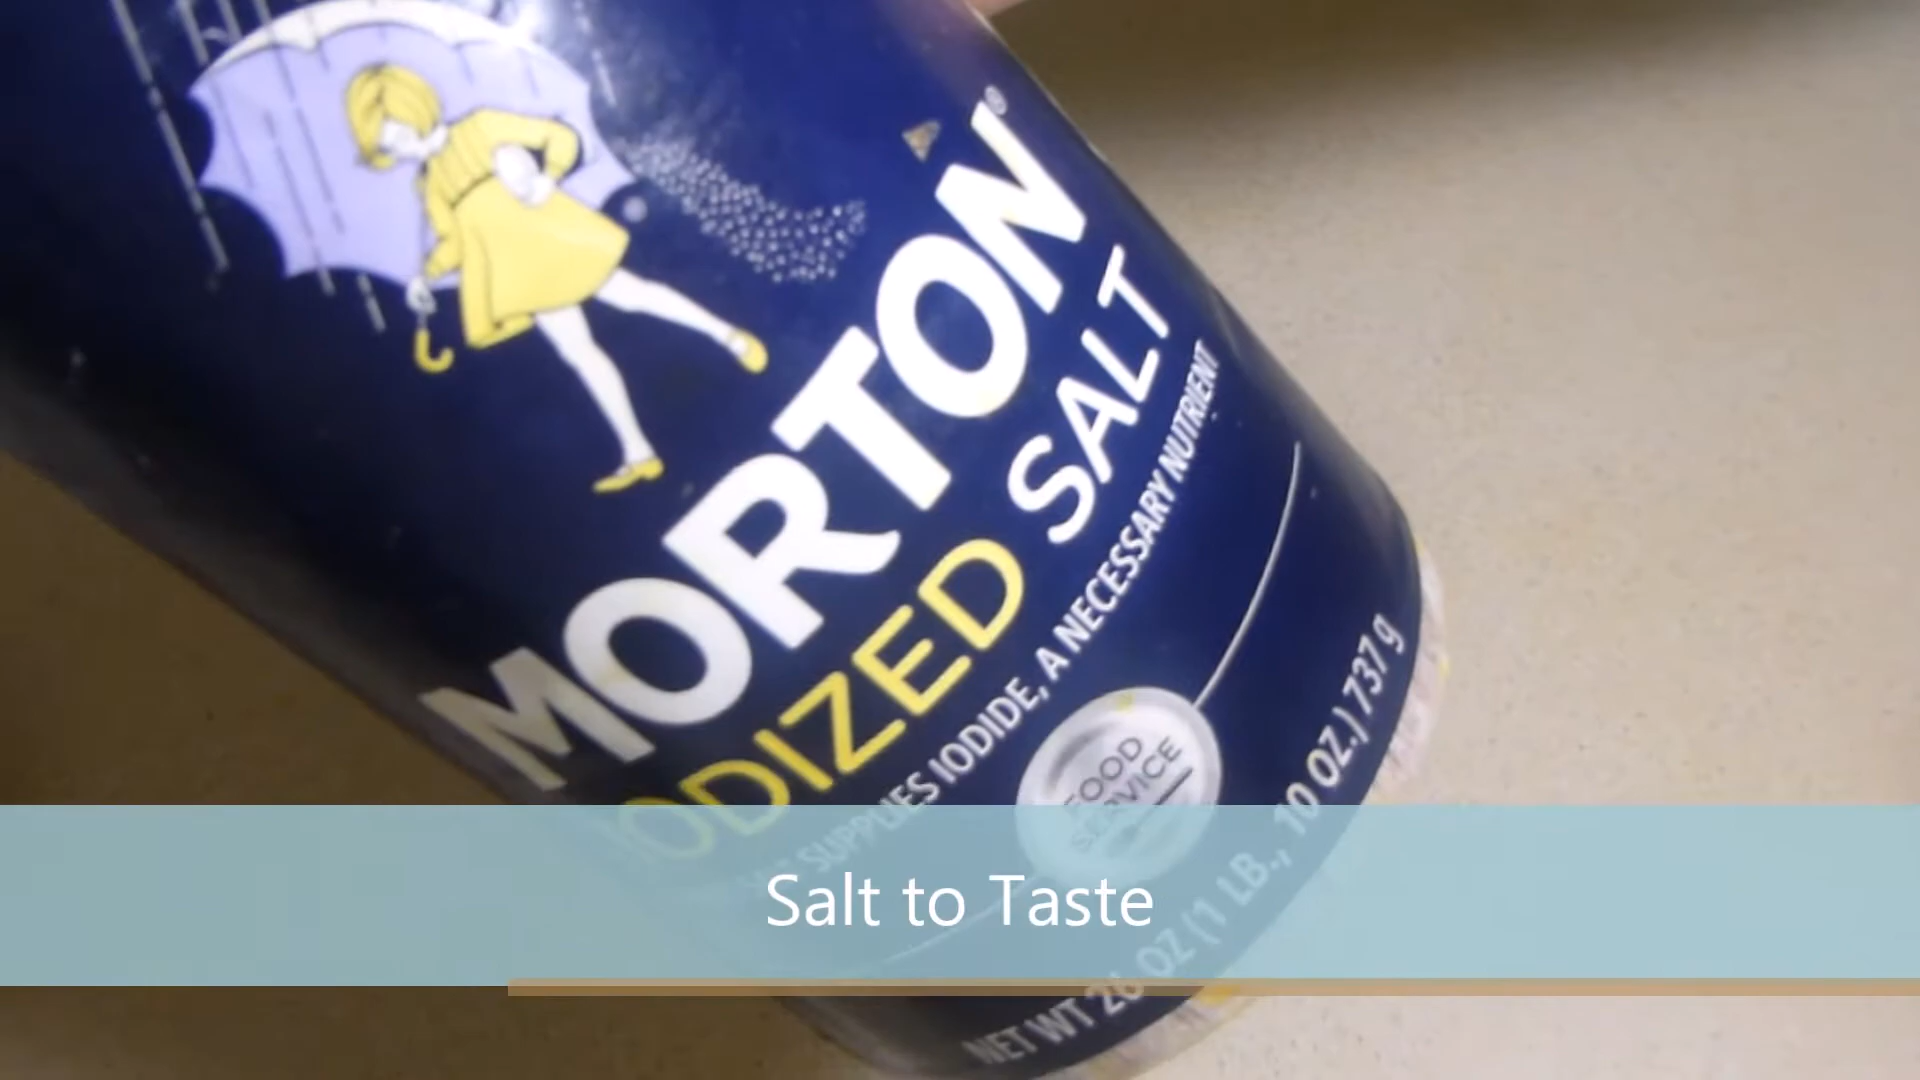 MORTON®
IODIZED SALT
SUPPLIES IODIDE, A NECESSARY NUTRIENT
FOOD
SERVICE
NET WT 26 OZ (1 LB., 10 OZ.) 737 g
Salt to Taste